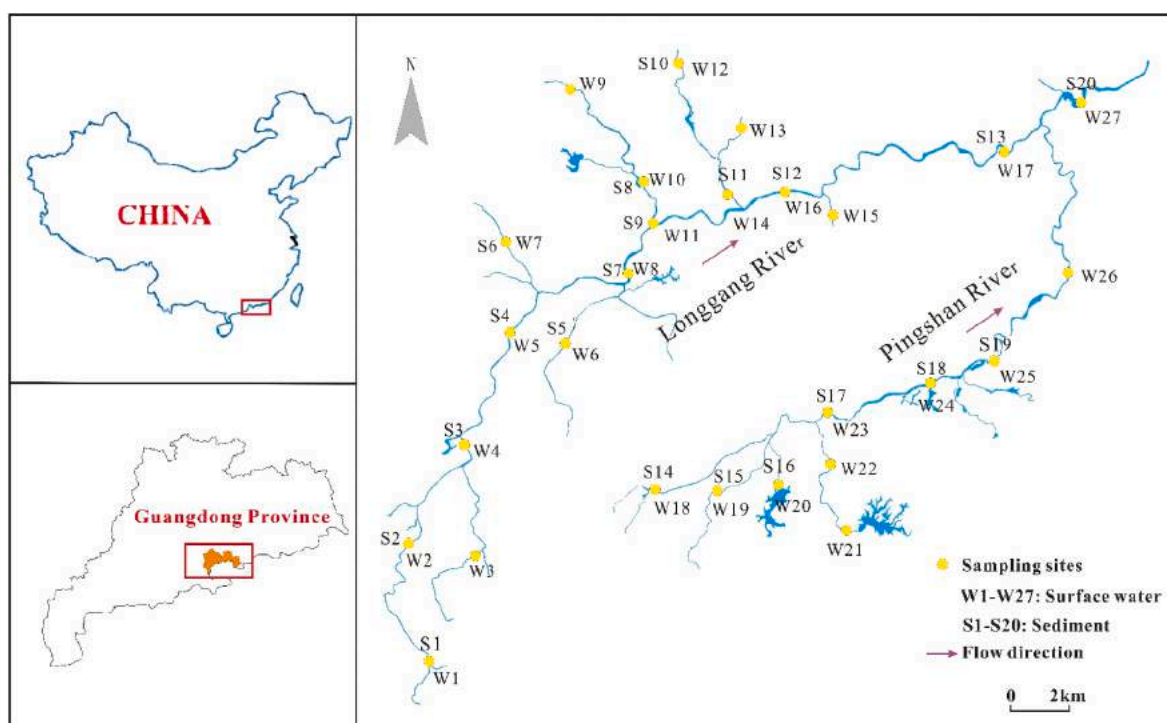 CHINA
Guangdong Province
N
S10
W12
W9
S20
W27
W13
S13
W17
S8
W10
S11
S12
W14
W16
W15
S9
W11
S6
W7
S7
W8
Longgang River
W26
S4
W5
S5
W6
Pingshan River
S19
W25
S18
W24
S17
W23
S3
W4
W22
S14
W18
S15
W19
S16
W20
W21
S2
W2
W3
S1
W1
Sampling sites
W1-W27: Surface water
S1-S20: Sediment
Flow direction
0 2km